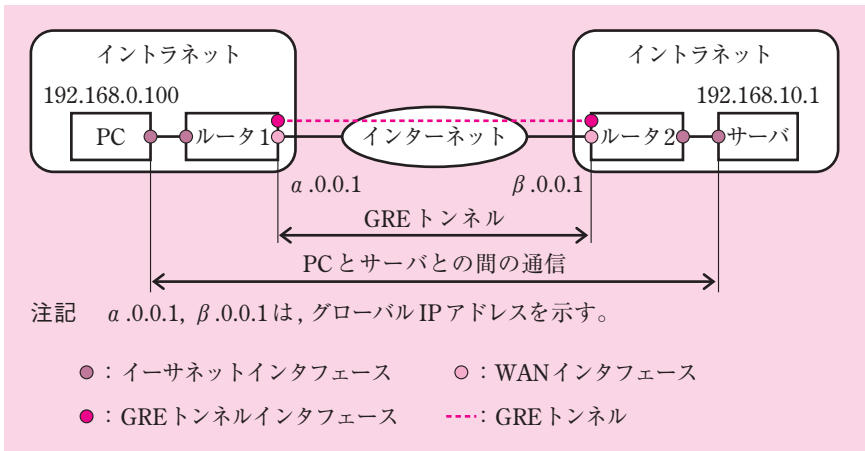 イントラネット
イントラネット
192.168.0.100
192.168.10.1
PC
ルータ1
インターネット
ルータ2
サーバ
α.0.0.1
β.0.0.1
GREトンネル
PCとサーバとの間の通信
注記 α.0.0.1, β.0.0.1は,グローバルIPアドレスを示す。
:イーサネットインタフェース
:WANインタフェース
:GREトンネルインタフェース
:GREトンネル